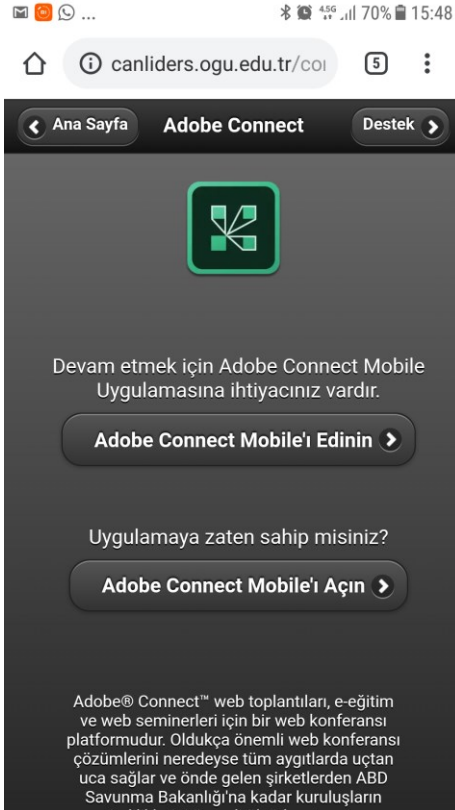 ... 4,5G 70% 15:48
canliders.ogu.edu.tr/co 5
Ana Sayfa Adobe Connect Destek
Devam etmek için Adobe Connect Mobile
Uygulamasına ihtiyacınız vardır.
Adobe Connect Mobile'ı Edinin
Uygulamaya zaten sahip misiniz?
Adobe Connect Mobile'ı Açın
Adobe® Connect™ web toplantıları, e-eğitim
ve web seminerleri için bir web konferansı
platformudur. Oldukça önemli web konferansı
çözümlerini neredeyse tüm aygıtlarda uçtan
uca sağlar ve önde gelen şirketlerden ABD
Savunma Bakanlığı'na kadar kuruluşların